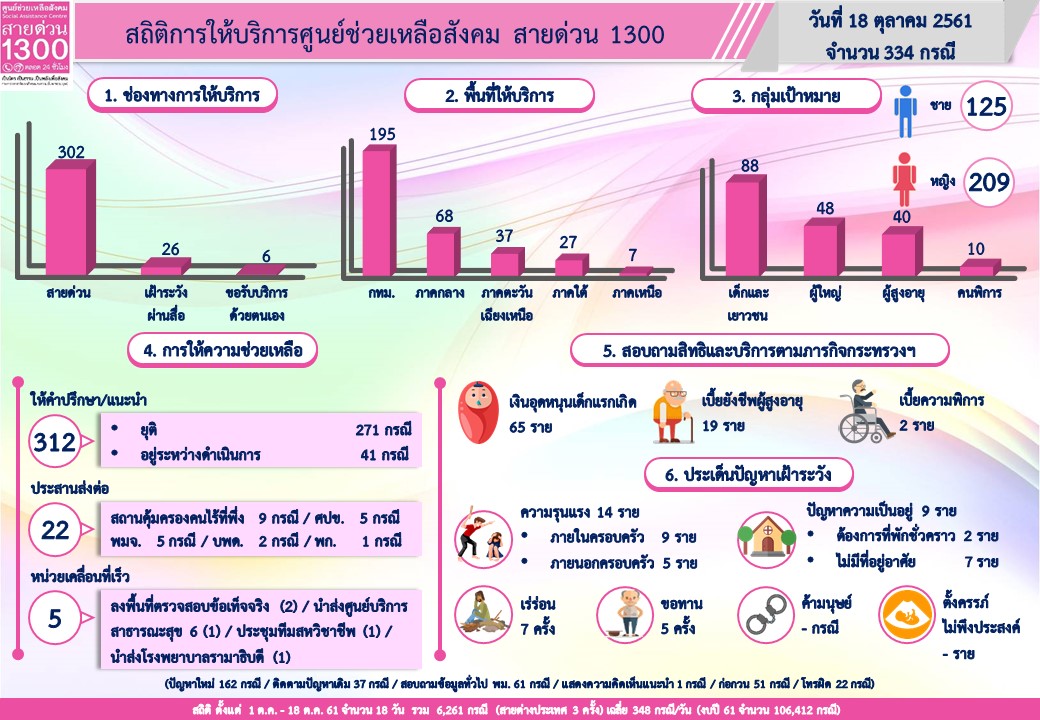 ศูนย์ช่วยเหลือสังคม
Social Assistance Centre
สายด่วน
1300
ตลอด 24 ชั่วโมง
สถิติการให้บริการศูนย์ช่วยเหลือสังคม สายด่วน 1300
วันที่ 18 ตุลาคม 2561
จำนวน 334 กรณี
1. ช่องทางการให้บริการ
302
26
6
สายด่วน
เฝ้าระวัง
ผ่านสื่อ
ขอรับบริการ
ด้วยตนเอง
2. พื้นที่ให้บริการ
195
68
37
27
7
กทม.
ภาคกลาง
ภาคตะวัน
เฉียงเหนือ
ภาคใต้
ภาคเหนือ
3. กลุ่มเป้าหมาย
ชาย 125
หญิง 209
88
48
40
10
เด็กและ
เยาวชน
ผู้ใหญ่
ผู้สูงอายุ
คนพิการ
4. การให้ความช่วยเหลือ
ให้คำปรึกษา/แนะนำ
312
• ยุติ 271 กรณี
• อยู่ระหว่างดำเนินการ 41 กรณี
ประสานส่งต่อ
22
สถานคุ้มครองคนไร้ที่พึ่ง 9 กรณี / ศปข. 5 กรณี
พมจ. 5 กรณี / บพด. 2 กรณี / พก. 1 กรณี
หน่วยเคลื่อนที่เร็ว
5
ลงพื้นที่ตรวจสอบข้อเท็จจริง (2) / นำส่งศูนย์บริการ
สาธารณะสุข 6 (1) / ประชุมทีมสหวิชาชีพ (1) /
นำส่งโรงพยาบาลรามาธิบดี (1)
5. สอบถามสิทธิและบริการตามภารกิจกระทรวงฯ
เงินอุดหนุนเด็กแรกเกิด
65 ราย
เบี้ยยังชีพผู้สูงอายุ
19 ราย
เบี้ยความพิการ
2 ราย
6. ประเด็นปัญหาเฝ้าระวัง
ความรุนแรง 14 ราย
• ภายในครอบครัว 9 ราย
• ภายนอกครอบครัว 5 ราย
ปัญหาความเป็นอยู่ 9 ราย
• ต้องการที่พักชั่วคราว 2 ราย
• ไม่มีที่อยู่อาศัย 7 ราย
เร่ร่อน
7 ครั้ง
ขอทาน
5 ครั้ง
ค้ามนุษย์
- กรณี
ตั้งครรภ์
ไม่พึงประสงค์
- ราย
(ปัญหาใหม่ 162 กรณี / ติดตามปัญหาเดิม 37 กรณี / สอบถามข้อมูลทั่วไป พม. 61 กรณี / แสดงความคิดเห็นแนะนำ 1 กรณี / ก่อกวน 51 กรณี / โทรผิด 22 กรณี)
สถิติ ตั้งแต่ 1 ต.ค. - 18 ต.ค. 61 จำนวน 18 วัน รวม 6,261 กรณี (สายต่างประเทศ 3 ครั้ง) เฉลี่ย 348 กรณี/วัน (งบปี 61 จำนวน 106,412 กรณี)